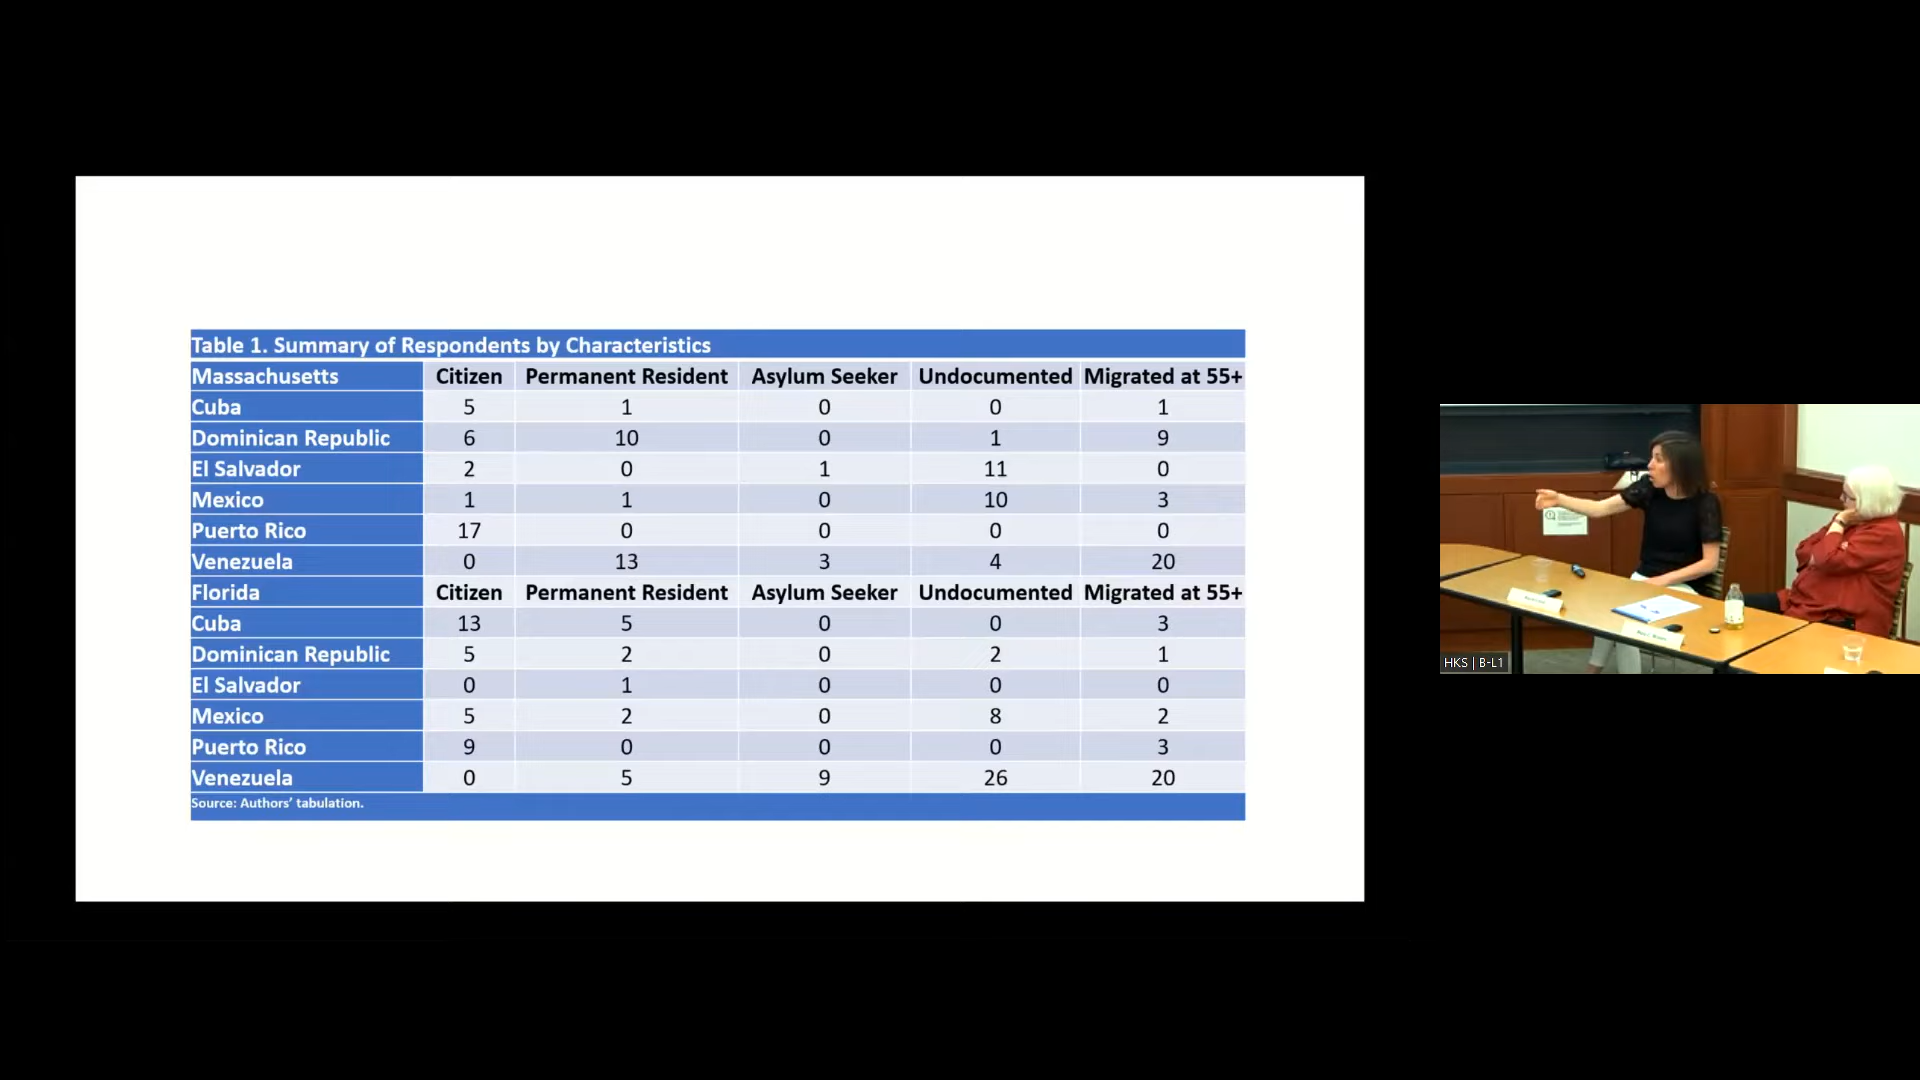 Table 1. Summary of Respondents by Characteristics
Massachusetts Citizen Permanent Resident Asylum Seeker Undocumented Migrated at 55+
Cuba 5 1 0 0 1
Dominican Republic 6 10 0 1 9
El Salvador 2 0 1 11 0
Mexico 1 1 0 10 3
Puerto Rico 17 0 0 0 0
Venezuela 0 13 3 4 20
Florida Citizen Permanent Resident Asylum Seeker Undocumented Migrated at 55+
Cuba 13 5 0 0 3
Dominican Republic 5 2 0 2 1
El Salvador 0 1 0 0 0
Mexico 5 2 0 8 2
Puerto Rico 9 0 0 0 3
Venezuela 0 5 9 26 20
Source: Authors' tabulation.
HKS | B-L1